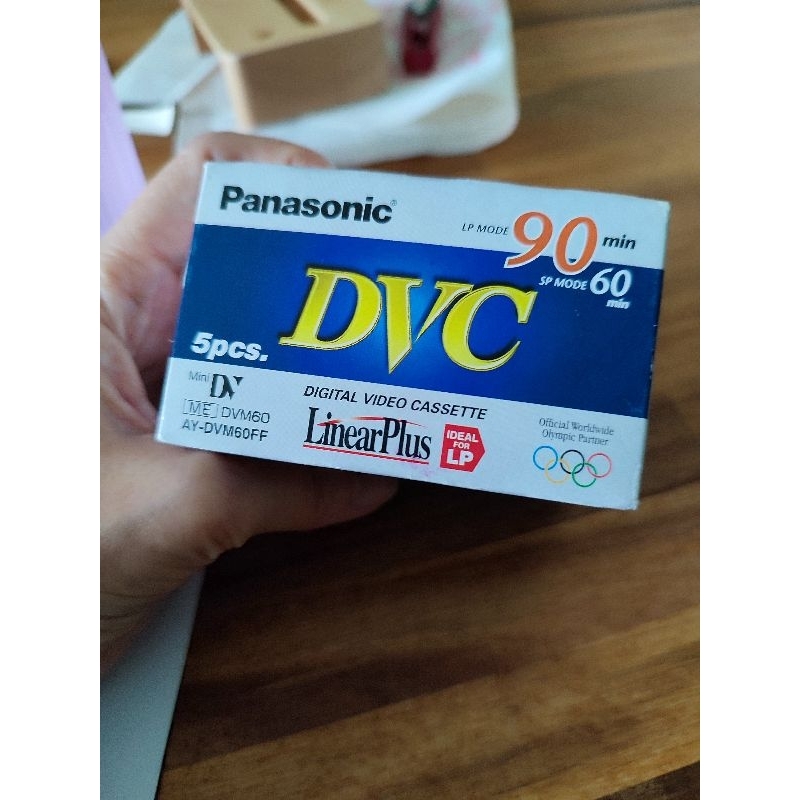 Panasonic®
LP MODE 90 min
SP MODE 60 min
DVC
5pcs.
Mini DV
ME DVM60
AY-DVM60FF
DIGITAL VIDEO CASSETTE
LinearPlus
IDEAL
FOR
LP
Official Worldwide
Olympic Partner